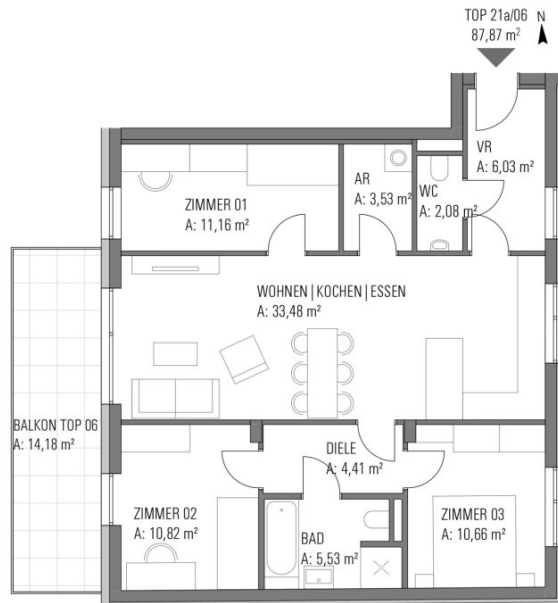 TOP 21a/06
87,87 m²
N
VR
A: 6,03 m²
AR
A: 3,53 m²
WC
A: 2,08 m²
ZIMMER 01
A: 11,16 m²
WOHNEN | KOCHEN | ESSEN
A: 33,48 m²
BALKON TOP 06
A: 14,18 m²
DIELE
A: 4,41 m²
ZIMMER 02
A: 10,82 m²
BAD
A: 5,53 m²
ZIMMER 03
A: 10,66 m²